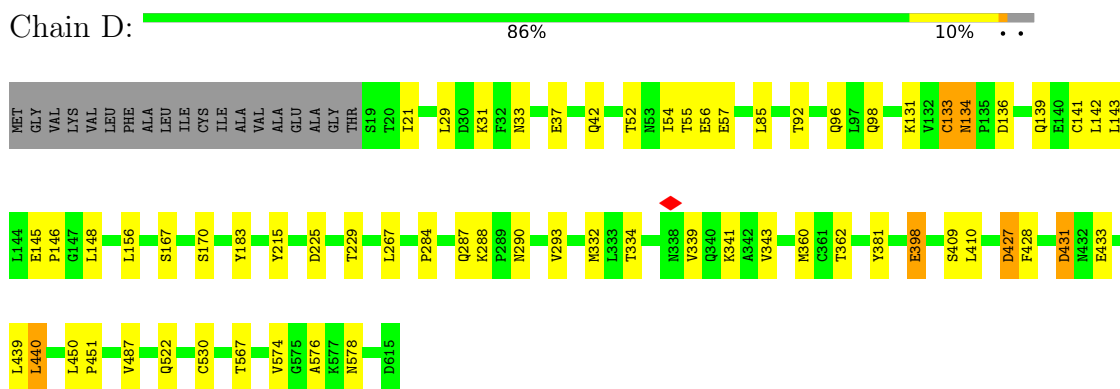 Chain D:
86% 10% • •
MET GLY VAL LYS VAL LEU PHE ALA LEU ILE CYS ILE ALA VAL ALA GLU ALA GLY THR S19 T20 I21 L29 D30 K31 F32 N33 E37 Q42 T52 N53 I54 T55 E56 E57 L85 T92 Q96 L97 Q98 K131 V132 C133 N134 P135 D136 Q139 E140 C141 L142 L143
L144 E145 P146 G147 L148 L156 S167 S170 Y183 Y215 D225 T229 L267 P284 Q287 K288 P289 N290 V293 M332 L333 T334 N338 V339 Q340 K341 A342 V343 M360 C361 T362 Y381 E398 S409 L410 D427 F428 D431 N432 E433
L439 L440 L450 P451 V487 Q522 C530 T567 V574 G575 A576 K577 N578 D615